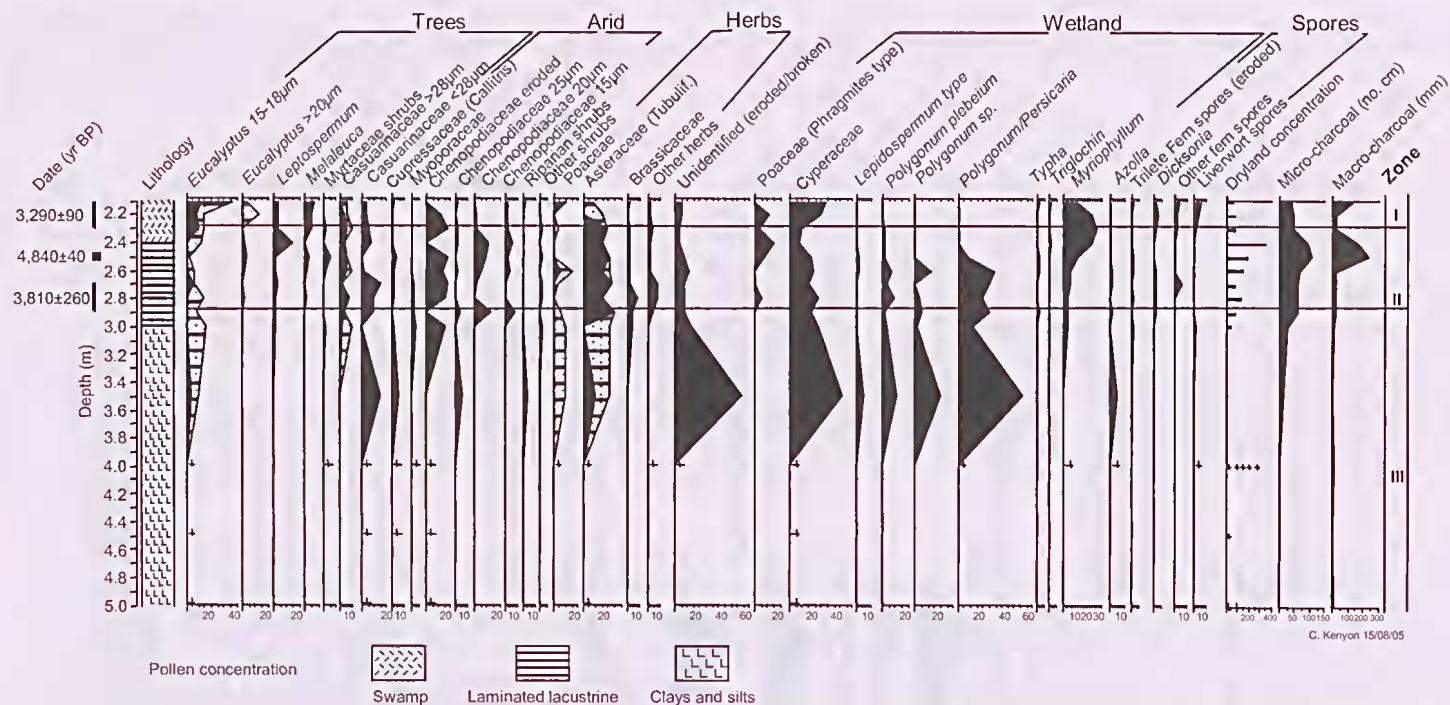 Trees
Arid
Herbs
Wetland
Spores
Date (yr BP)
Lithology
Eucalyptus 15-18µm
Eucalyptus >20µm
Leptospermum
Melaleuca
Myrtaceae shrubs
Casuarinaceae >28µm
Casuarinaceae <28µm
Cupressaceae (Callitris)
Myoporaceae
Chenopodiaceae eroded
Chenopodiaceae 25µm
Chenopodiaceae 20µm
Chenopodiaceae 15µm
Riparian shrubs
Other shrubs
Poaceae
Asteraceae (Tubulif.)
Brassicaceae
Other herbs
Unidentified (eroded/broken)
Poaceae (Phragmites type)
Cyperaceae
Lepidospermum type
Polygonum plebeium
Polygonum sp.
Polygonum/Persicaria
Typha
Triglochin
Myriophyllum
Azolla
Trilete Fern spores (eroded)
Dicksonia
Other fern spores
Liverwort spores
Dryland concentration
Micro-charcoal (no. cm)
Macro-charcoal (mm)
Zone
3,290±90
4,840±40
3,810±260
Depth (m)
2.2
2.4
2.6
2.8
3.0
3.2
3.4
3.6
3.8
4.0
4.2
4.4
4.6
4.8
5.0
I
II
III
20 40 20 20 10 20 10 20 10 20 10 20 20 10 10 20 40 60 20 20 40 10 20 20 20 40 60 10 20 30 10 10 10 200 400 50 100 150 100 200 300
C. Kenyon 15/08/05
Pollen concentration
Swamp
Laminated lacustrine
Clays and silts